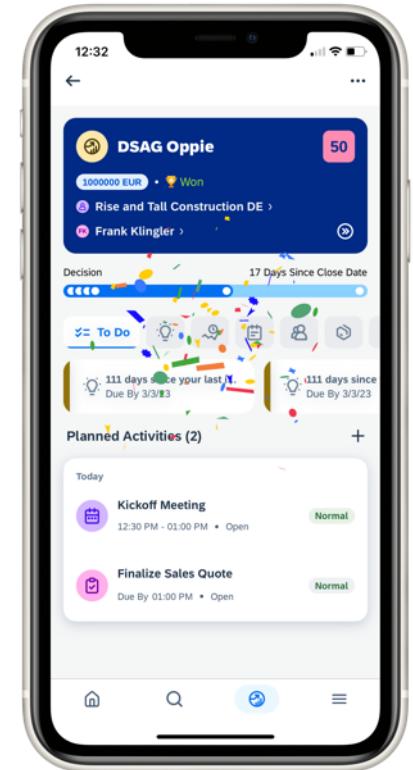 12:32
DSAG Oppie
50
1000000 EUR • Won
Rise and Tall Construction DE
FK Frank Klingler
Decision
17 Days Since Close Date
To Do
111 days since your last
Due By 3/3/23
111 days since
Due By 3/3/23
Planned Activities (2)
Today
Kickoff Meeting
Normal
12:30 PM - 01:00 PM • Open
Finalize Sales Quote
Normal
Due By 01:00 PM • Open